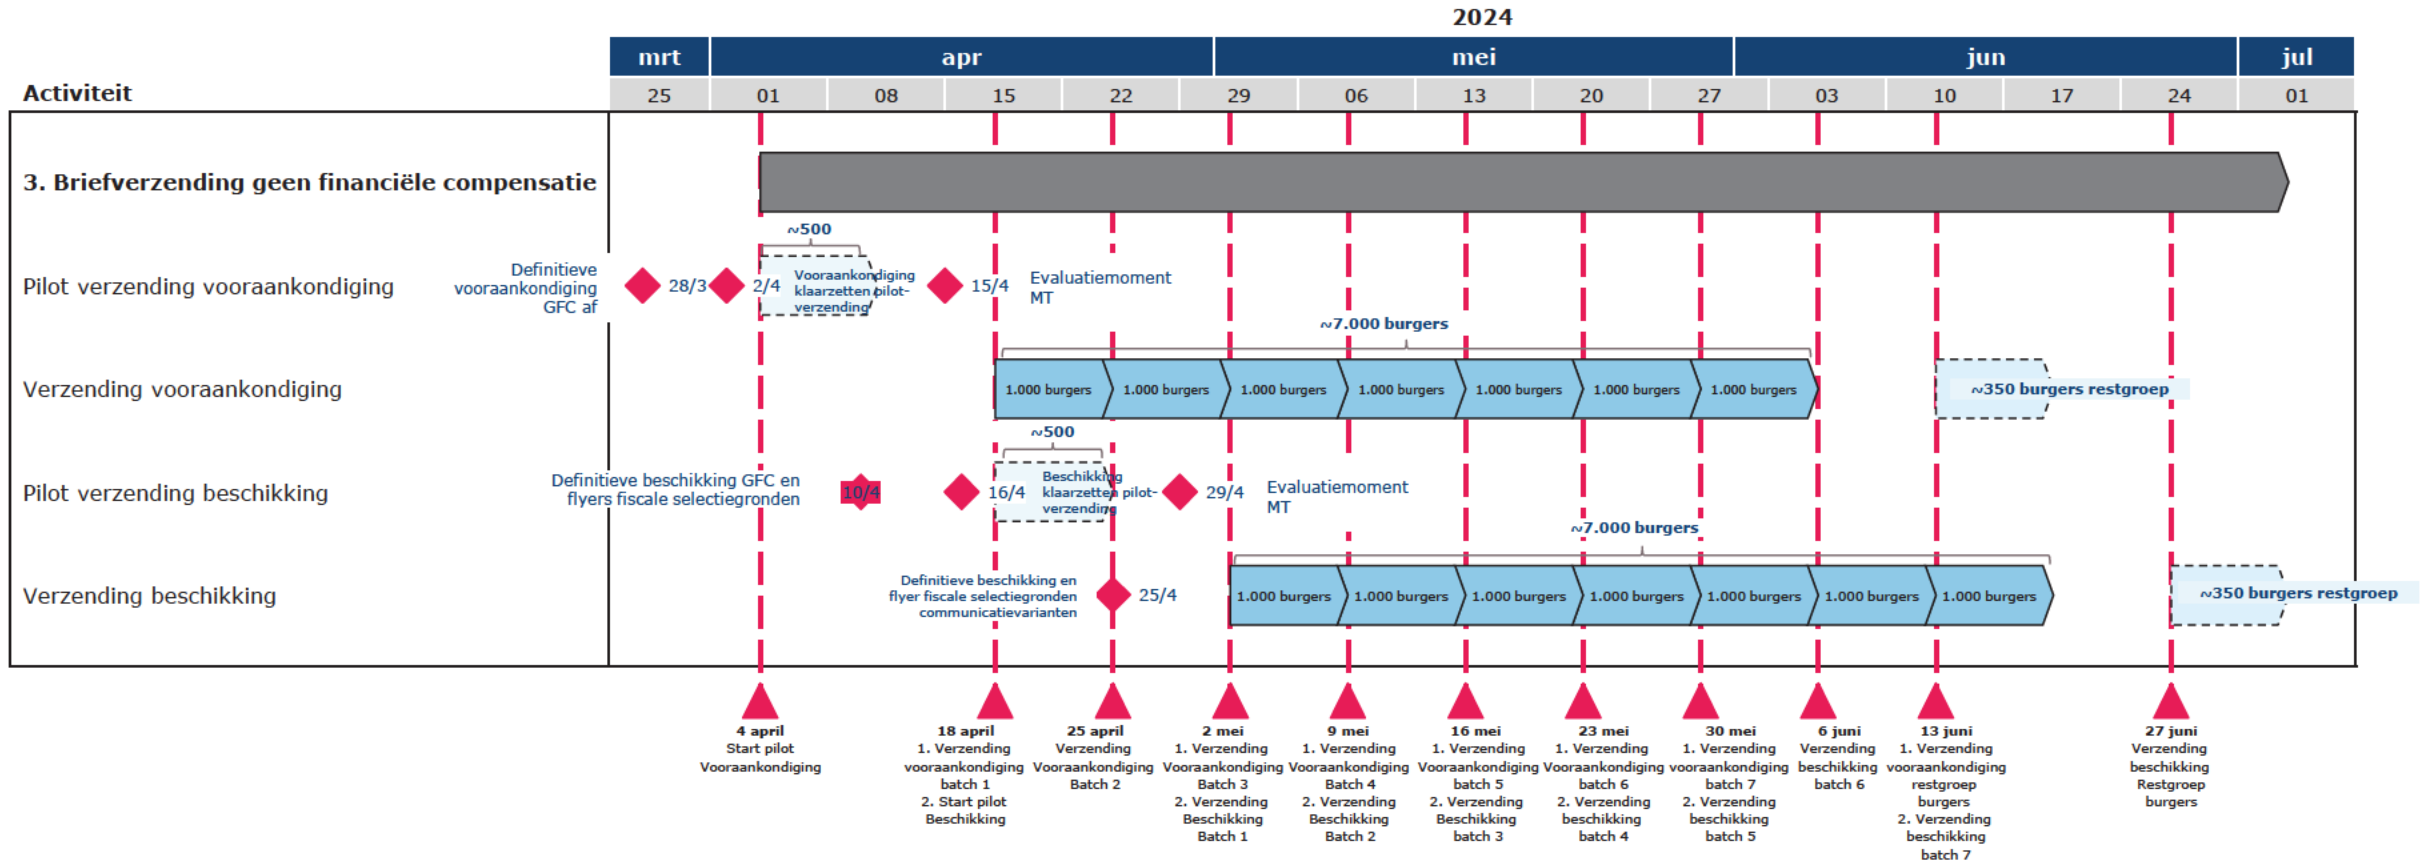 2024
mrt apr mei jun jul
Activiteit 25 01 08 15 22 29 06 13 20 27 03 10 17 24 01
3. Briefverzending geen financiële compensatie
~500
Pilot verzending vooraankondiging
Definitieve
vooraankondiging
GFC af
28/3
2/4
Vooraankondiging
klaarzetten pilot-
verzending
15/4
Evaluatiemoment
MT
~7.000 burgers
Verzending vooraankondiging
1.000 burgers 1.000 burgers 1.000 burgers 1.000 burgers 1.000 burgers 1.000 burgers 1.000 burgers
~350 burgers restgroep
~500
Pilot verzending beschikking
Definitieve beschikking GFC en
flyers fiscale selectiegronden
10/4
16/4
Beschikking
klaarzetten pilot-
verzending
29/4
Evaluatiemoment
MT
~7.000 burgers
Verzending beschikking
Definitieve beschikking en
flyer fiscale selectiegronden
communicatievarianten
25/4
1.000 burgers 1.000 burgers 1.000 burgers 1.000 burgers 1.000 burgers 1.000 burgers 1.000 burgers
~350 burgers restgroep
4 april
Start pilot
Vooraankondiging
18 april
1. Verzending
vooraankondiging
batch 1
2. Start pilot
Beschikking
25 april
Verzending
Vooraankondiging
Batch 2
2 mei
1. Verzending
Vooraankondiging
Batch 3
2. Verzending
Beschikking
Batch 1
9 mei
1. Verzending
Vooraankondiging
Batch 4
2. Verzending
Beschikking
Batch 2
16 mei
1. Verzending
Vooraankondiging
batch 5
2. Verzending
Beschikking
batch 3
23 mei
1. Verzending
Vooraankondiging
batch 6
2. Verzending
beschikking
batch 4
30 mei
1. Verzending
vooraankondiging
batch 7
2. Verzending
beschikking
batch 5
6 juni
Verzending
beschikking
batch 6
13 juni
1. Verzending
vooraankondiging
restgroep
burgers
2. Verzending
beschikking
batch 7
27 juni
Verzending
beschikking
Restgroep
burgers